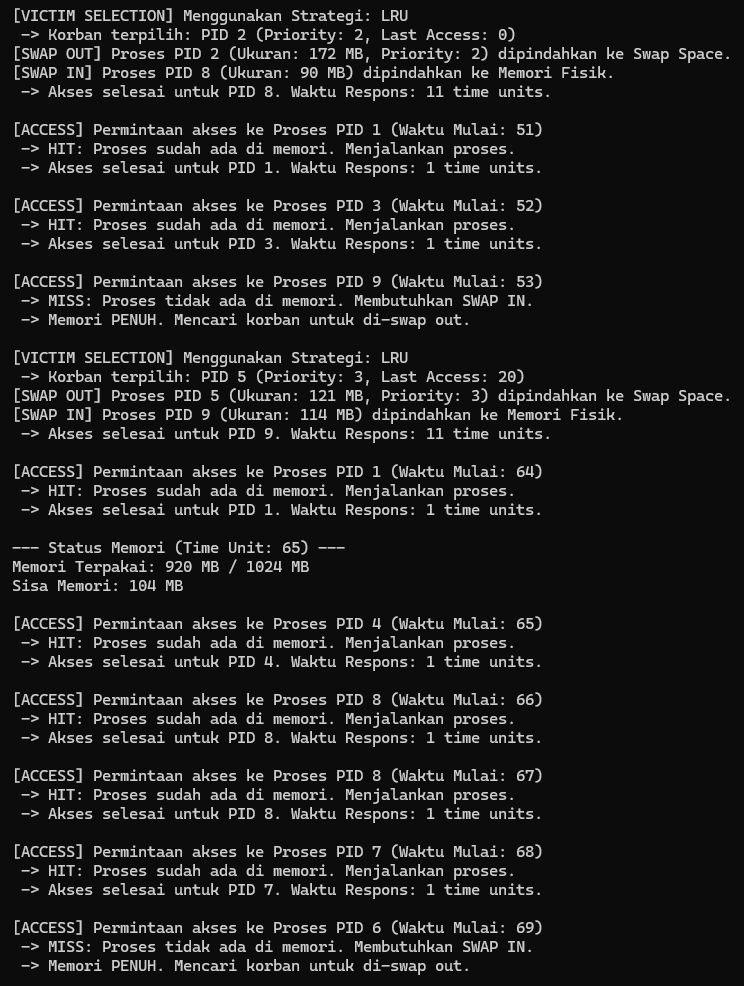 [VICTIM SELECTION] Menggunakan Strategi: LRU
-> Korban terpilih: PID 2 (Priority: 2, Last Access: 0)
[SWAP OUT] Proses PID 2 (Ukuran: 172 MB, Priority: 2) dipindahkan ke Swap Space.
[SWAP IN] Proses PID 8 (Ukuran: 90 MB) dipindahkan ke Memori Fisik.
-> Akses selesai untuk PID 8. Waktu Respons: 11 time units.

[ACCESS] Permintaan akses ke Proses PID 1 (Waktu Mulai: 51)
-> HIT: Proses sudah ada di memori. Menjalankan proses.
-> Akses selesai untuk PID 1. Waktu Respons: 1 time units.

[ACCESS] Permintaan akses ke Proses PID 3 (Waktu Mulai: 52)
-> HIT: Proses sudah ada di memori. Menjalankan proses.
-> Akses selesai untuk PID 3. Waktu Respons: 1 time units.

[ACCESS] Permintaan akses ke Proses PID 9 (Waktu Mulai: 53)
-> MISS: Proses tidak ada di memori. Membutuhkan SWAP IN.
-> Memori PENUH. Mencari korban untuk di-swap out.

[VICTIM SELECTION] Menggunakan Strategi: LRU
-> Korban terpilih: PID 5 (Priority: 3, Last Access: 20)
[SWAP OUT] Proses PID 5 (Ukuran: 121 MB, Priority: 3) dipindahkan ke Swap Space.
[SWAP IN] Proses PID 9 (Ukuran: 114 MB) dipindahkan ke Memori Fisik.
-> Akses selesai untuk PID 9. Waktu Respons: 11 time units.

[ACCESS] Permintaan akses ke Proses PID 1 (Waktu Mulai: 64)
-> HIT: Proses sudah ada di memori. Menjalankan proses.
-> Akses selesai untuk PID 1. Waktu Respons: 1 time units.

--- Status Memori (Time Unit: 65) ---
Memori Terpakai: 920 MB / 1024 MB
Sisa Memori: 104 MB

[ACCESS] Permintaan akses ke Proses PID 4 (Waktu Mulai: 65)
-> HIT: Proses sudah ada di memori. Menjalankan proses.
-> Akses selesai untuk PID 4. Waktu Respons: 1 time units.

[ACCESS] Permintaan akses ke Proses PID 8 (Waktu Mulai: 66)
-> HIT: Proses sudah ada di memori. Menjalankan proses.
-> Akses selesai untuk PID 8. Waktu Respons: 1 time units.

[ACCESS] Permintaan akses ke Proses PID 8 (Waktu Mulai: 67)
-> HIT: Proses sudah ada di memori. Menjalankan proses.
-> Akses selesai untuk PID 8. Waktu Respons: 1 time units.

[ACCESS] Permintaan akses ke Proses PID 7 (Waktu Mulai: 68)
-> HIT: Proses sudah ada di memori. Menjalankan proses.
-> Akses selesai untuk PID 7. Waktu Respons: 1 time units.

[ACCESS] Permintaan akses ke Proses PID 6 (Waktu Mulai: 69)
-> MISS: Proses tidak ada di memori. Membutuhkan SWAP IN.
-> Memori PENUH. Mencari korban untuk di-swap out.